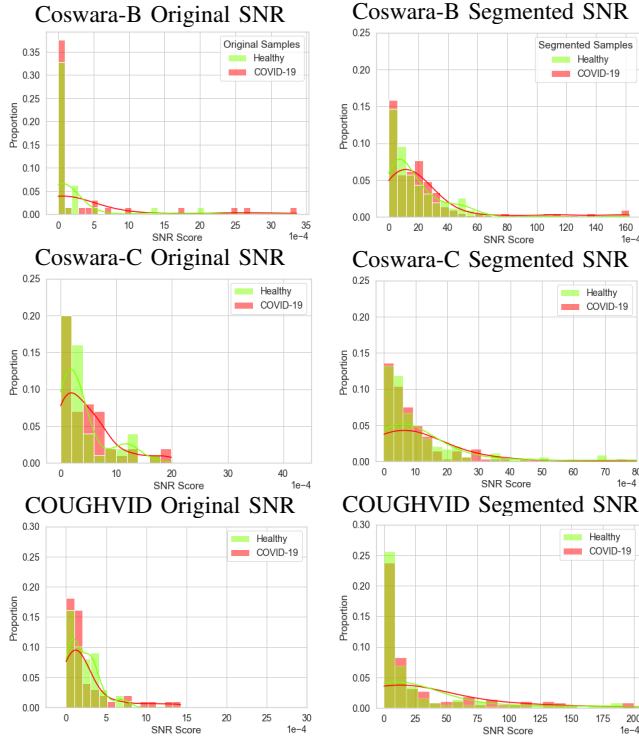 Coswara-B Original SNR
0.35
0.30
0.25
0.20
0.15
0.10
0.05
0.00
Proportion
Original Samples
Healthy
COVID-19
0 5 10 15 20 25 30 35
SNR Score
1e−4
Coswara-B Segmented SNR
0.25
0.20
0.15
0.10
0.05
0.00
Proportion
Segmented Samples
Healthy
COVID-19
0 20 40 60 80 100 120 140 160
SNR Score
1e−4
Coswara-C Original SNR
0.25
0.20
0.15
0.10
0.05
0.00
Proportion
Healthy
COVID-19
0 10 20 30 40
SNR Score
1e−4
Coswara-C Segmented SNR
0.25
0.20
0.15
0.10
0.05
0.00
Proportion
Healthy
COVID-19
0 10 20 30 40 50 60 70 80
SNR Score
1e−4
COUGHVID Original SNR
0.30
0.25
0.20
0.15
0.10
0.05
0.00
Proportion
Healthy
COVID-19
0 5 10 15 20 25 30
SNR Score
1e−4
COUGHVID Segmented SNR
0.30
0.25
0.20
0.15
0.10
0.05
0.00
Proportion
Healthy
COVID-19
0 25 50 75 100 125 150 175 200
SNR Score
1e−4